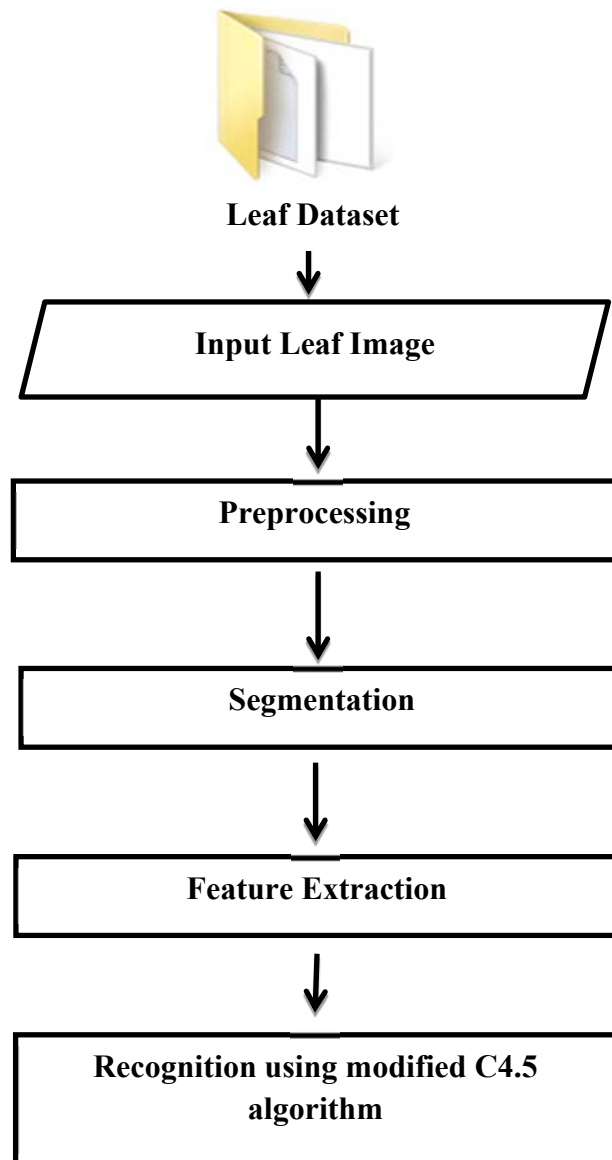 Leaf Dataset
Input Leaf Image
Preprocessing
Segmentation
Feature Extraction
Recognition using modified C4.5
algorithm